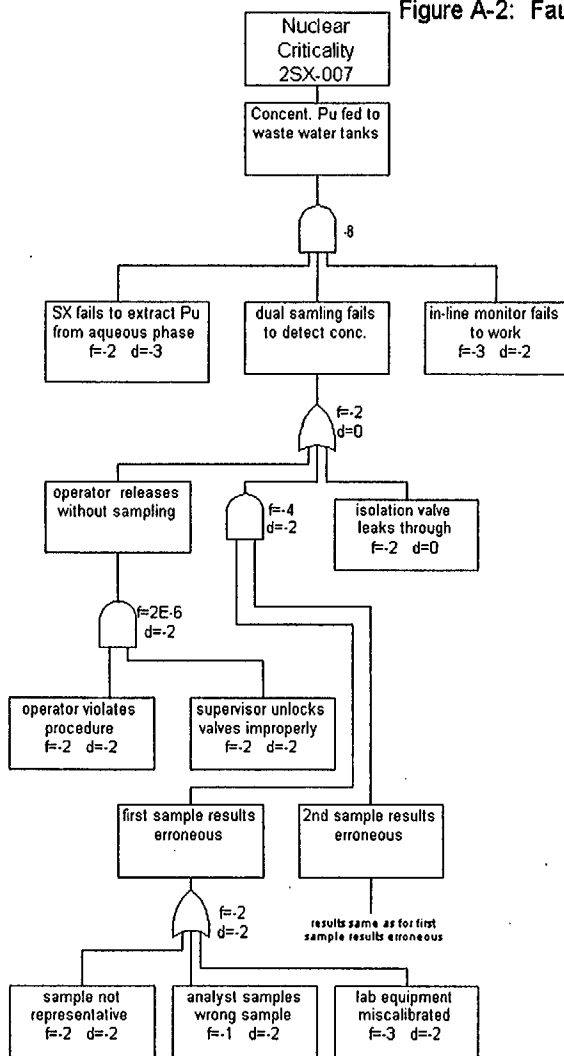 Figure A-2: Fau
Nuclear
Criticality
2SX-007
Concent. Pu fed to
waste water tanks
-8
SX fails to extract Pu
from aqueous phase
f=-2 d=-3
dual samling fails
to detect conc.
in-line monitor fails
to work
f=-3 d=-2
f=-2
d=0
operator releases
without sampling
f=-4
d=-2
isolation valve
leaks through
f=-2 d=0
f=2E-6
d=-2
operator violates
procedure
f=-2 d=-2
supervisor unlocks
valves improperly
f=-2 d=-2
first sample results
erroneous
2nd sample results
erroneous
f=-2
d=-2
results same as for first
sample results erroneous
sample not
representative
f=-2 d=-2
analyst samples
wrong sample
f=-1 d=-2
lab equipment
miscalibrated
f=-3 d=-2